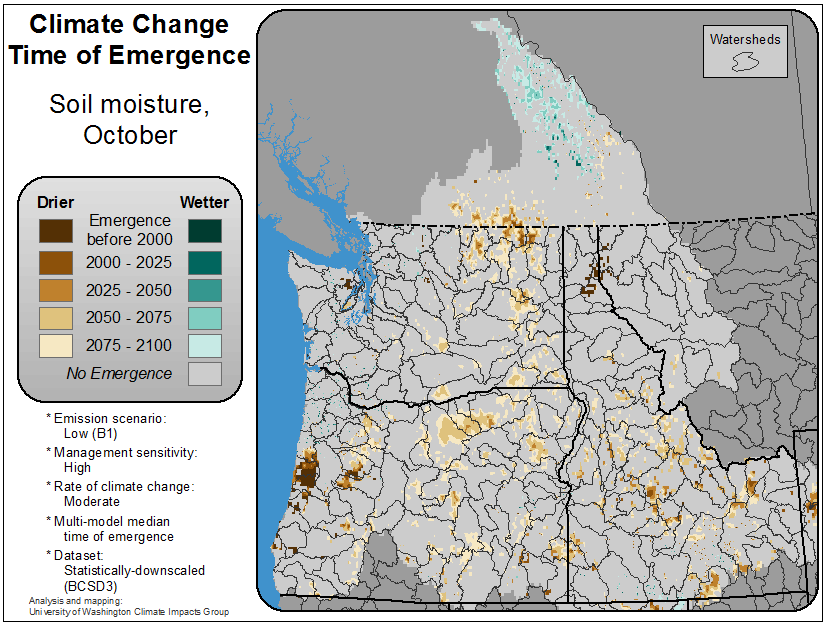 Climate Change
Time of Emergence
Soil moisture,
October
Drier Wetter
Emergence
before 2000
2000 - 2025
2025 - 2050
2050 - 2075
2075 - 2100
No Emergence
* Emission scenario:
Low (B1)
* Management sensitivity:
High
* Rate of climate change:
Moderate
* Multi-model median
time of emergence
* Dataset:
Statistically-downscaled
(BCSD3)
Analysis and mapping:
University of Washington Climate Impacts Group
Watersheds